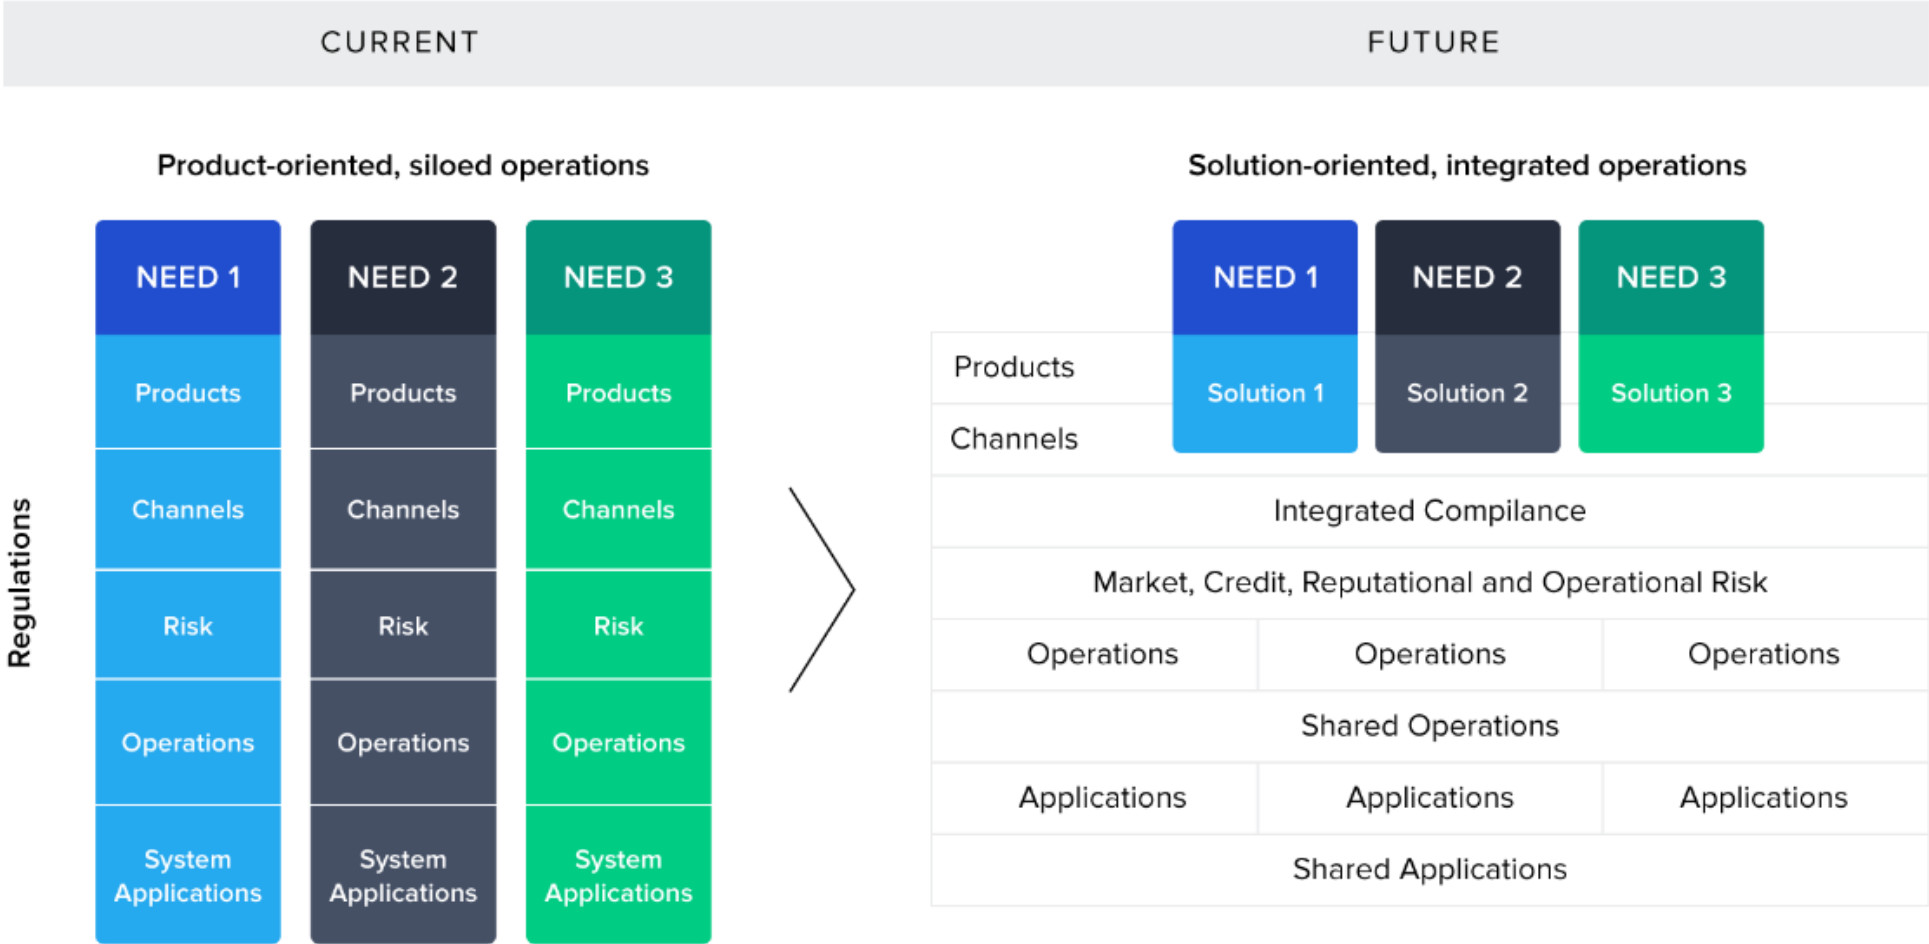 CURRENT
FUTURE
Product-oriented, siloed operations
Solution-oriented, integrated operations
Regulations
NEED 1
Products
Channels
Risk
Operations
System
Applications
NEED 2
Products
Channels
Risk
Operations
System
Applications
NEED 3
Products
Channels
Risk
Operations
System
Applications
NEED 1
Solution 1
NEED 2
Solution 2
NEED 3
Solution 3
Products
Channels
Integrated Compilance
Market, Credit, Reputational and Operational Risk
Operations Operations Operations
Shared Operations
Applications Applications Applications
Shared Applications